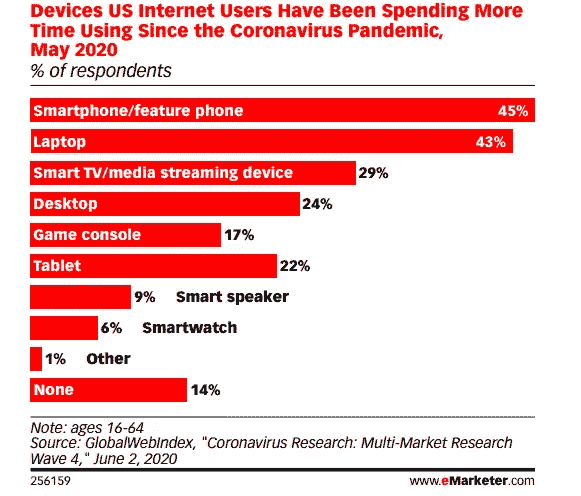 Devices US Internet Users Have Been Spending More
Time Using Since the Coronavirus Pandemic,
May 2020
% of respondents
Smartphone/feature phone 45%
Laptop 43%
Smart TV/media streaming device 29%
Desktop 24%
Game console 17%
Tablet 22%
9% Smart speaker
6% Smartwatch
1% Other
None 14%
Note: ages 16-64
Source: GlobalWebIndex, "Coronavirus Research: Multi-Market Research
Wave 4," June 2, 2020
256159 www.eMarketer.com